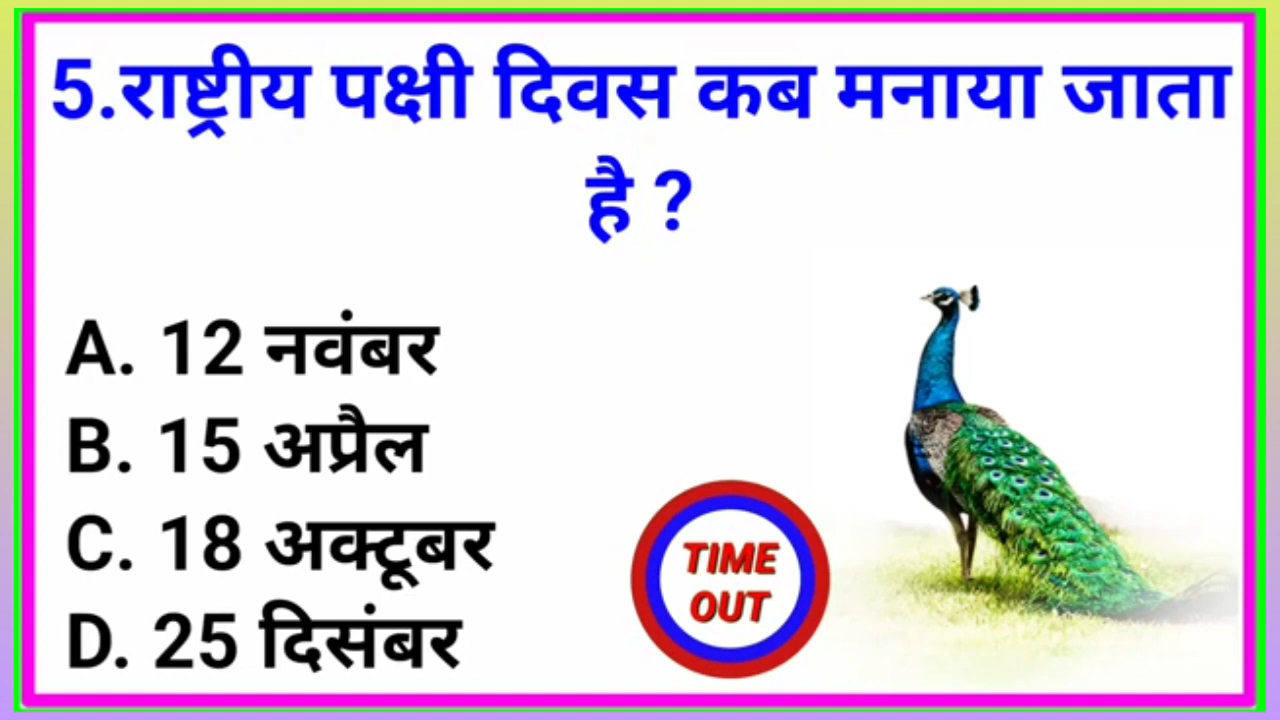 5.राष्ट्रीय पक्षी दिवस कब मनाया जाता
है ?
A. 12 नवंबर
B. 15 अप्रैल
C. 18 अक्टूबर
D. 25 दिसंबर
TIME
OUT